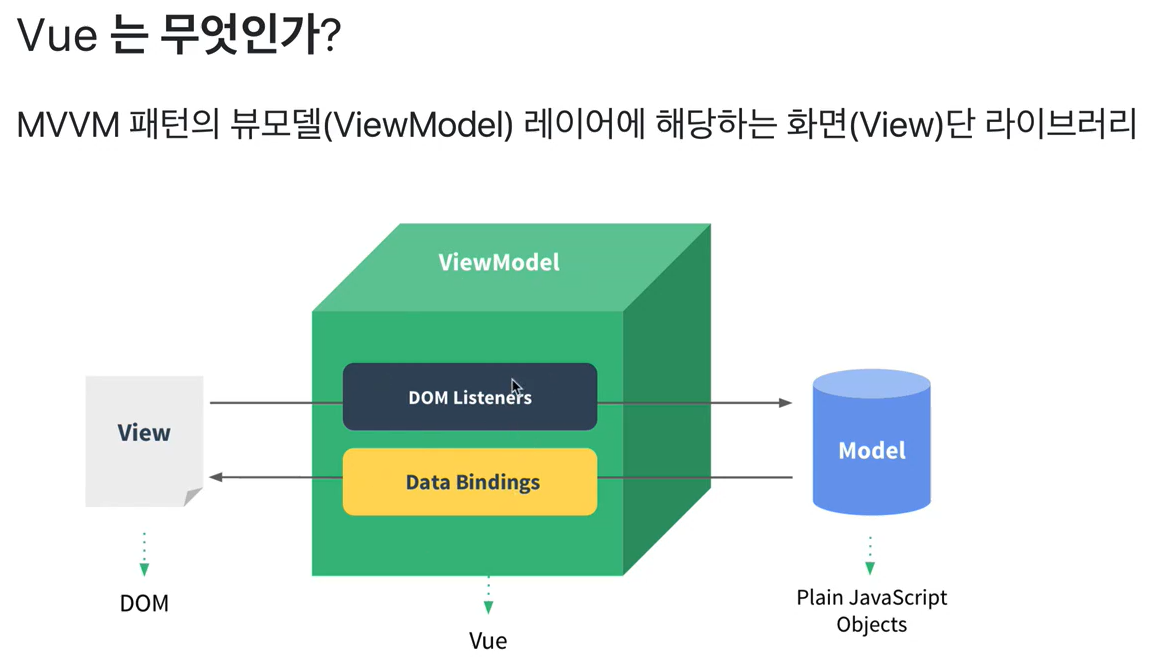 Vue 는 무엇인가?
MVVM 패턴의 뷰모델(ViewModel) 레이어에 해당하는 화면(View)단 라이브러리
ViewModel
DOM Listeners
View
Model
Data Bindings
DOM
Vue
Plain JavaScript
Objects